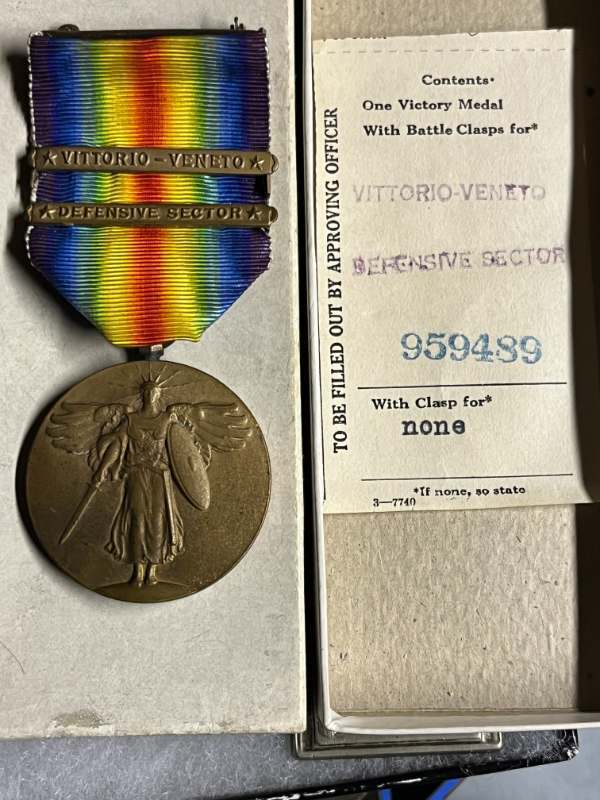 VITTORIO-VENETO
DEFENSIVE SECTOR
TO BE FILLED OUT BY APPROVING OFFICER
Contents·
One Victory Medal
With Battle Clasps for*
VITTORIO-VENETO
DEFENSIVE SECTOR
959489
With Clasp for*
none
*If none, so state
3—7740